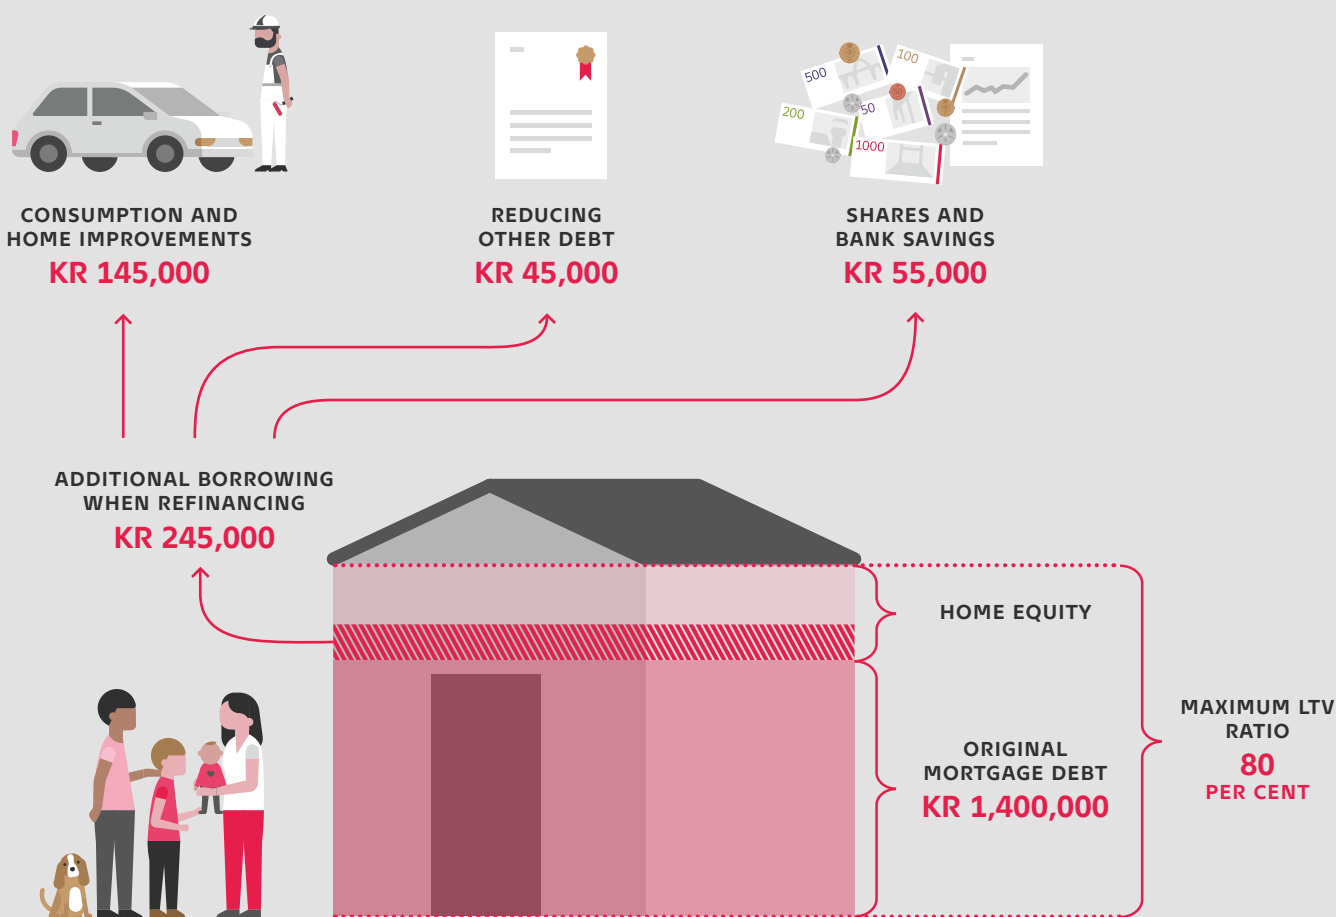 500
100
200
50
1000
CONSUMPTION AND
HOME IMPROVEMENTS
KR 145,000
REDUCING
OTHER DEBT
KR 45,000
SHARES AND
BANK SAVINGS
KR 55,000
ADDITIONAL BORROWING
WHEN REFINANCING
KR 245,000
HOME EQUITY
ORIGINAL
MORTGAGE DEBT
KR 1,400,000
MAXIMUM LTV
RATIO
80
PER CENT